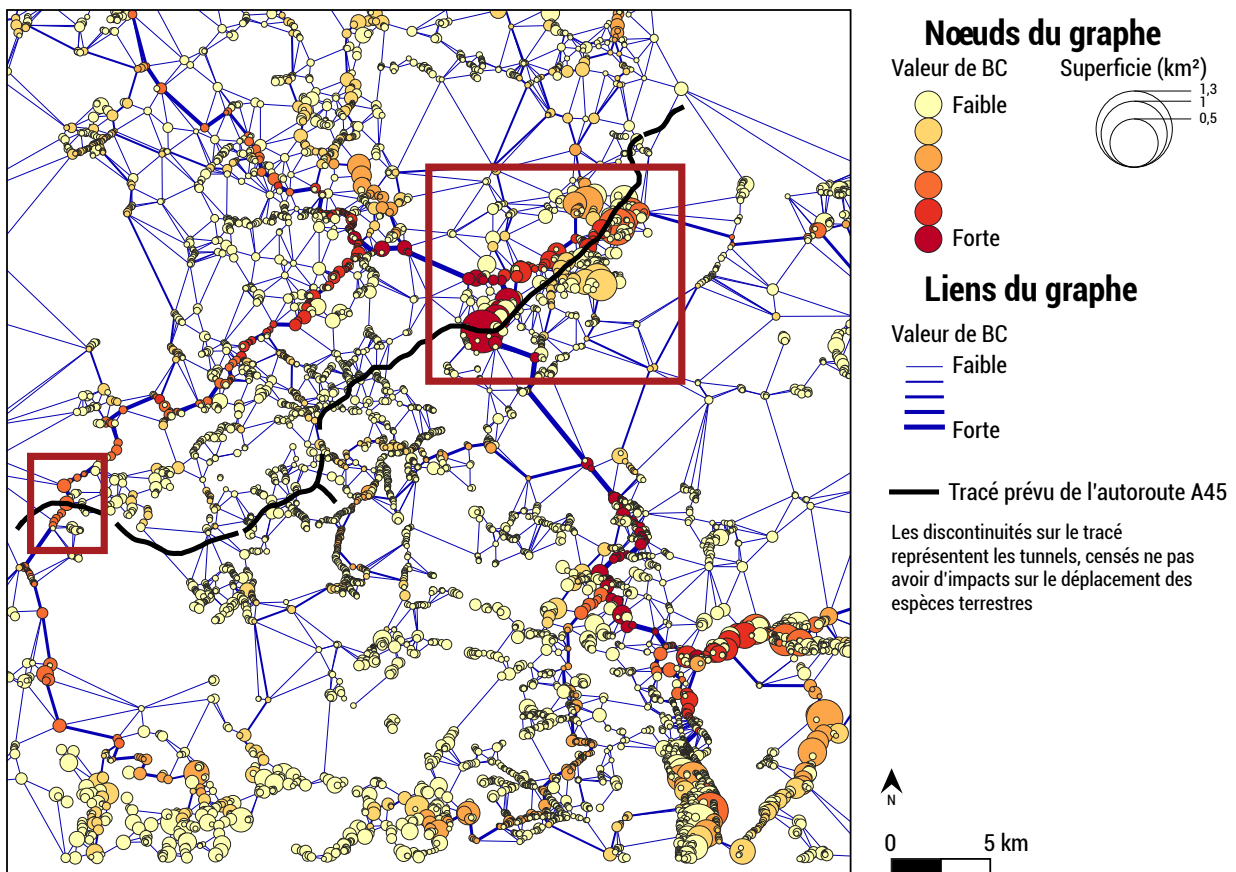 Nœuds du graphe
Valeur de BC
Superficie (km²)
Faible
1,3
1
0,5
Forte
Liens du graphe
Valeur de BC
Faible
Forte
Tracé prévu de l'autoroute A45
Les discontinuités sur le tracé
représentent les tunnels, censés ne pas
avoir d'impacts sur le déplacement des
espèces terrestres
N
0 5 km